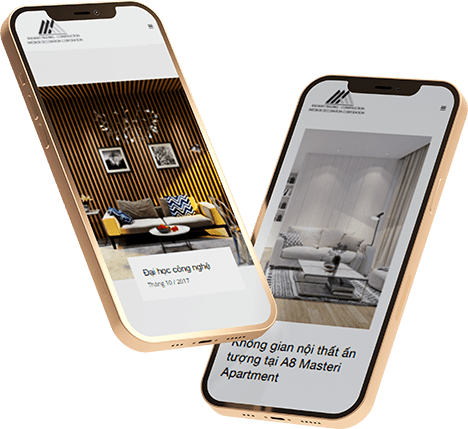 Đại học công nghệ
Tháng 10 / 2017
Không gian nội thất ấn
tượng tại A8 Masteri
Apartment